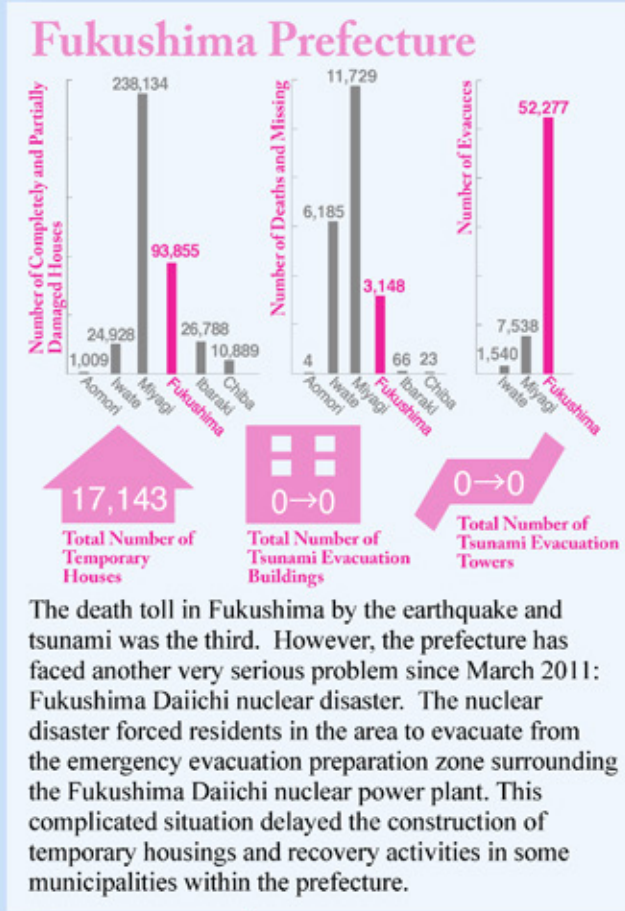 Fukushima Prefecture
Number of Completely and Partially
Damaged Houses
238,134
93,855
24,928
26,788
10,889
1,009
Aomori
Iwate
Miyagi
Fukushima
Ibaraki
Chiba
Number of Deaths and Missing
11,729
6,185
3,148
4
66
23
Aomori
Iwate
Miyagi
Fukushima
Ibaraki
Chiba
Number of Evacuees
52,277
7,538
1,540
Iwate
Miyagi
Fukushima
17,143
Total Number of
Temporary
Houses
0→0
Total Number of
Tsunami Evacuation
Buildings
0→0
Total Number of
Tsunami Evacuation
Towers
The death toll in Fukushima by the earthquake and
tsunami was the third. However, the prefecture has
faced another very serious problem since March 2011:
Fukushima Daiichi nuclear disaster. The nuclear
disaster forced residents in the area to evacuate from
the emergency evacuation preparation zone surrounding
the Fukushima Daiichi nuclear power plant. This
complicated situation delayed the construction of
temporary housings and recovery activities in some
municipalities within the prefecture.